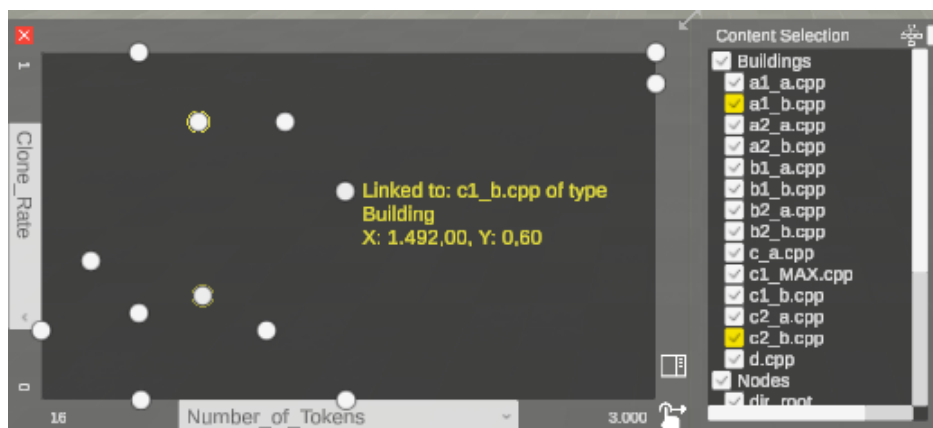 Content Selection
1
Buildings
a1_a.cpp
a1_b.cpp
a2_a.cpp
a2_b.cpp
Clone_Rate
b1_a.cpp
Linked to: c1_b.cpp of type
b1_b.cpp
Building
b2_a.cpp
X: 1.492,00, Y: 0,60
b2_b.cpp
c_a.cpp
c1_MAX.cpp
c1_b.cpp
c2_a.cpp
c2_b.cpp
d.cpp
0
Nodes
16
Number_of_Tokens
3.000
dir_root